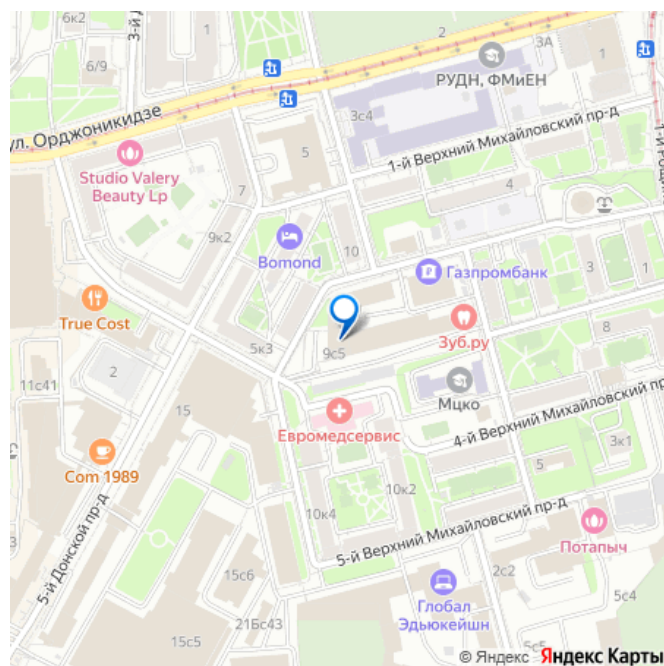 6к2
3-й Д
1
2
3А
1
6/9
РУДН, ФМиЕН
ул. Орджоникидзе
3с4
5
1-й Верхний Михайловский пр-д
Studio Valery
Beauty Lp
7
4
9к2
Bomond
10
Газпромбанк
3
1
True Cost
5к3
9с5
Зуб.ру
8
2
11с41
15
Мцко
Евромедсервис
4-й Верхний Михайловский пр
3к1
5
Com 1989
10к2
10к4
5-й Верхний Михайловский пр-д
5-й Донской пр-д
Потапыч
15с6
2с2
5с4
21Бс43
Глобал
Эдьюкейшн
15с5
5с5
© Яндекс Яндекс Карты